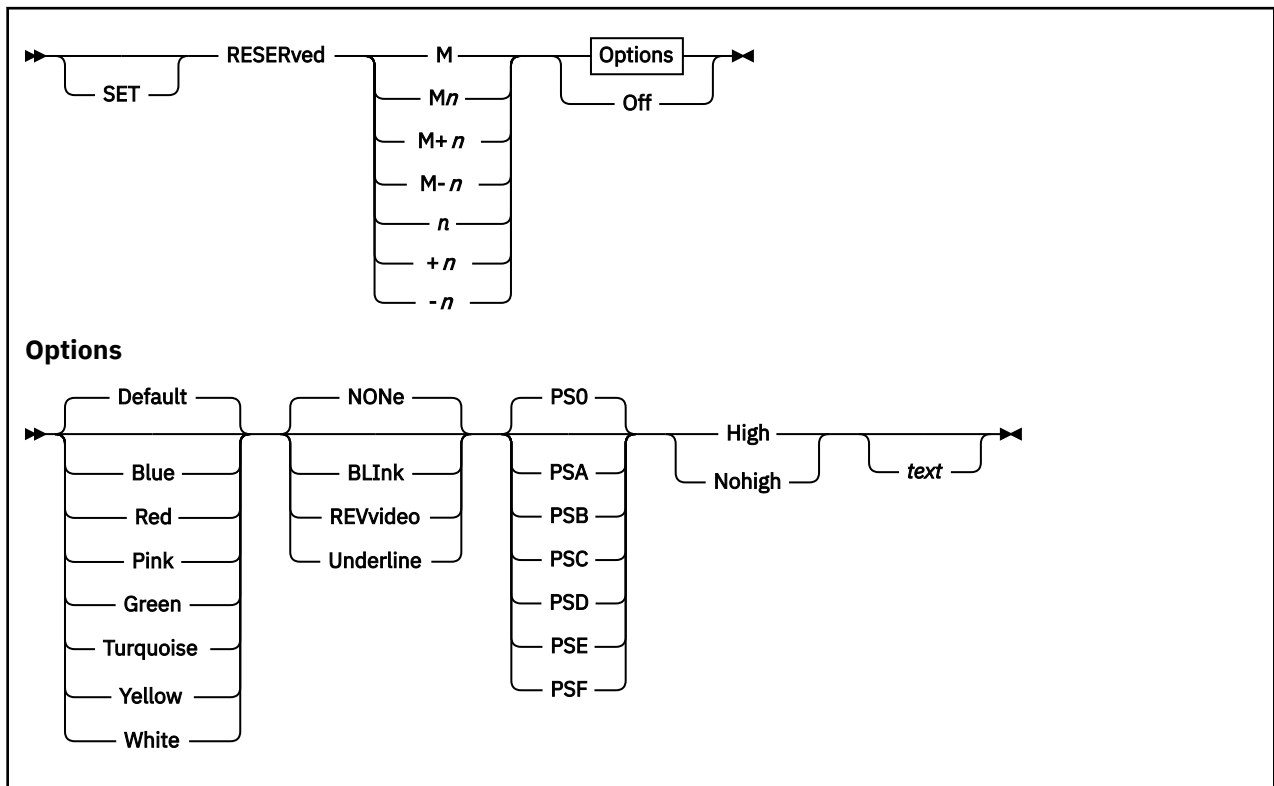 RESERved M Options
SET Mn Off
M+n
M-n
n
+n
-n
Options
Default NONe PS0
High
Blue BLInk PSA text
Nohigh
Red REVvideo PSB
Pink Underline PSC
Green PSD
Turquoise PSE
Yellow PSF
White